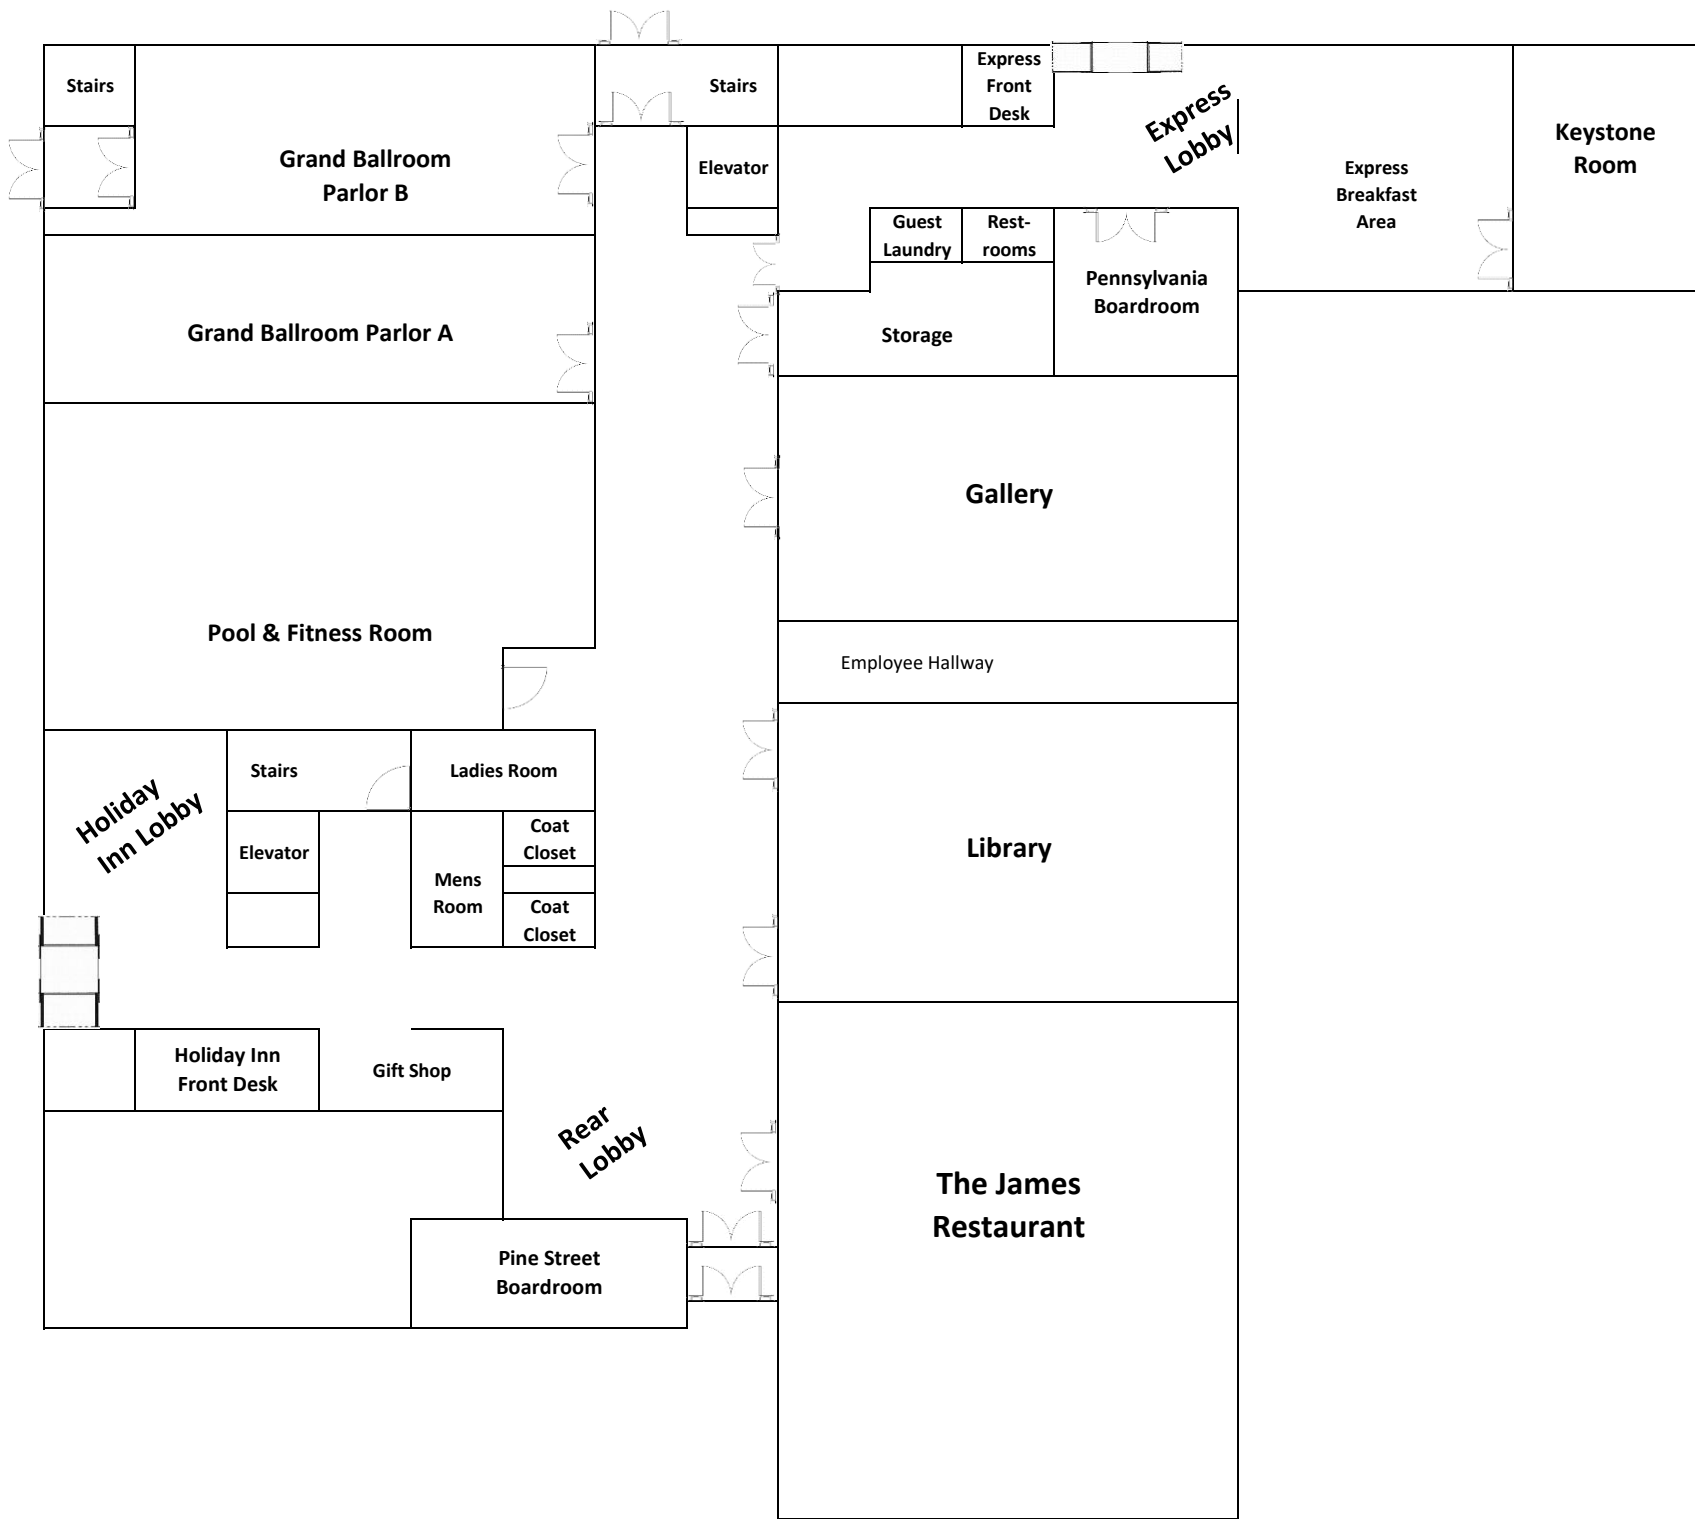 Stairs
Stairs
Express
Front
Desk
Express
Lobby
Keystone
Room
Grand Ballroom
Parlor B
Elevator
Express
Breakfast
Area
Guest
Laundry
Rest-
rooms
Pennsylvania
Boardroom
Grand Ballroom Parlor A
Storage
Gallery
Pool & Fitness Room
Employee Hallway
Holiday
Inn Lobby
Stairs
Ladies Room
Elevator
Mens
Room
Coat
Closet
Coat
Closet
Library
Holiday Inn
Front Desk
Gift Shop
Rear
Lobby
The James
Restaurant
Pine Street
Boardroom